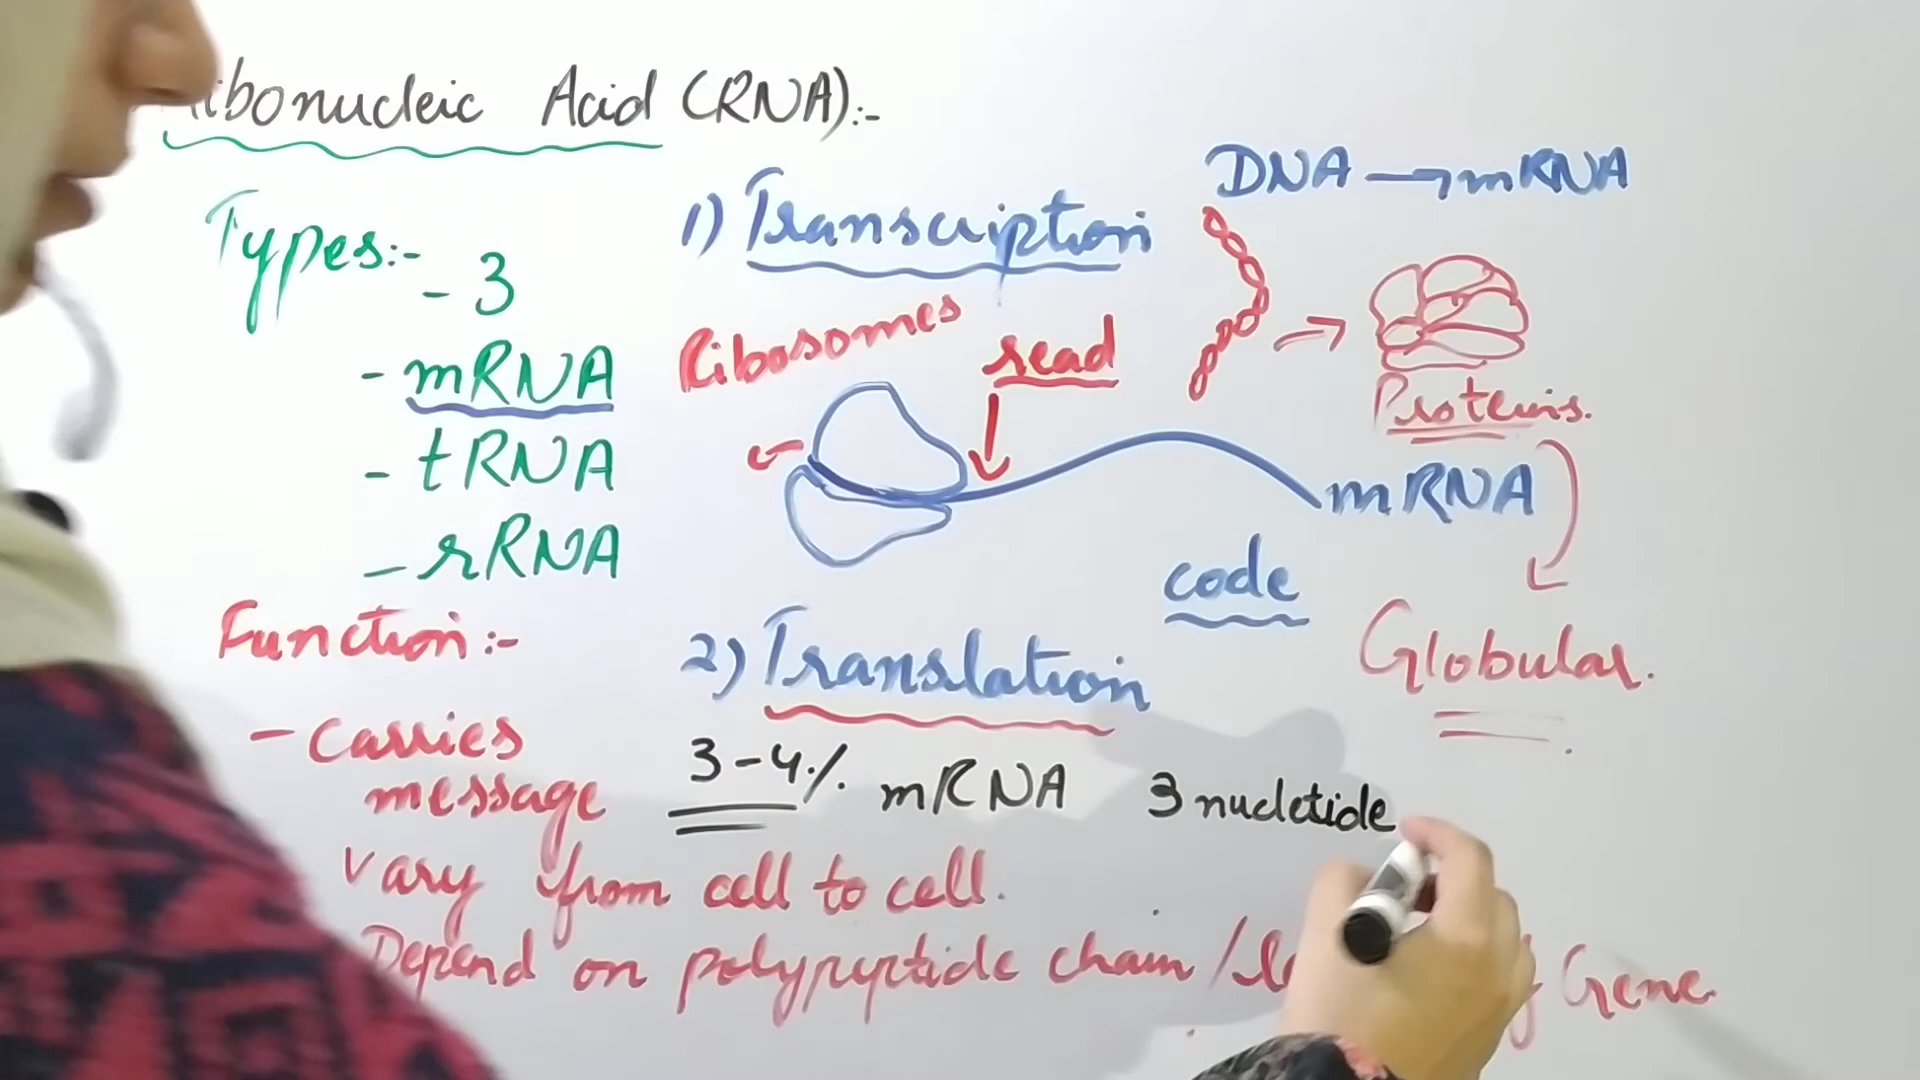 Ribonucleic Acid (RNA):-
Types:-
- 3
- mRNA
- tRNA
- rRNA
Function:-
- Carries
message
vary from cell to cell.
Depend on polypeptide chain / Gene
1) Transcription
DNA → mRNA
Ribosomes
read
Proteins.
mRNA
code
Globular.
2) Translation
3-4% mRNA 3 nucletide